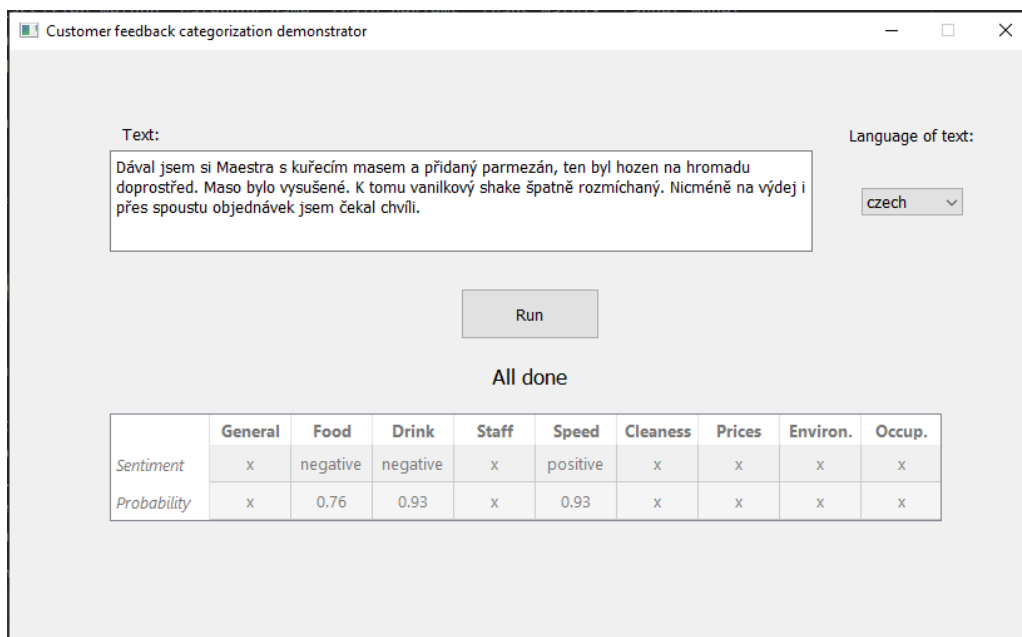 Customer feedback categorization demonstrator
Text:
Language of text:
Dával jsem si Maestra s kuřecím masem a přidaný parmezán, ten byl hozen na hromadu
doprostřed. Maso bylo vysušené. K tomu vanilkový shake špatně rozmíchaný. Nicméně na výdej i
přes spoustu objednávek jsem čekal chvíli.
czech
Run
All done
General Food Drink Staff Speed Cleaness Prices Environ. Occup.
Sentiment x negative negative x positive x x x x
Probability x 0.76 0.93 x 0.93 x x x x